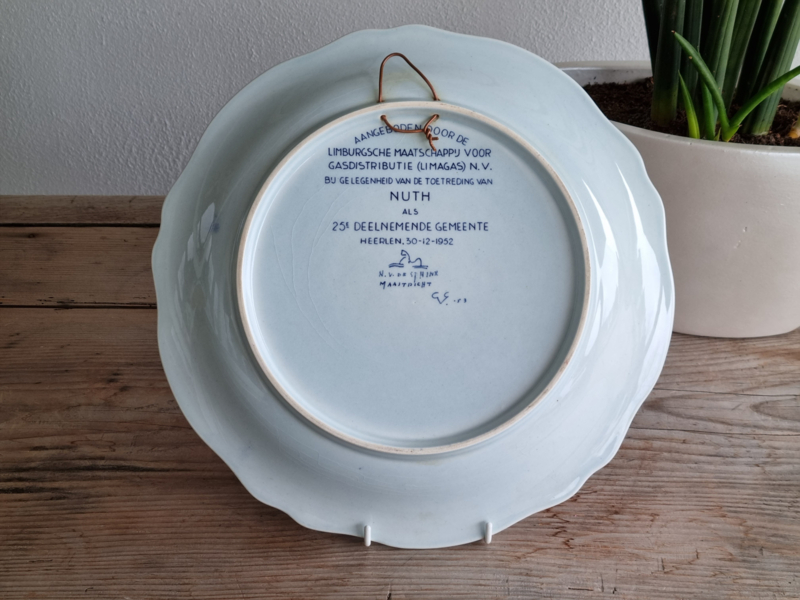 AANGEBODEN DOOR DE
LIMBURGSCHE MAATSCHAPPIJ VOOR
GASDISTRIBUTIE (LIMAGAS) N.V.
BIJ GELEGENHEID VAN DE TOETREDING VAN
NUTH
ALS
25E DEELNEMENDE GEMEENTE
HEERLEN, 30-12-1952
N.V. DE
MAASTRICHT